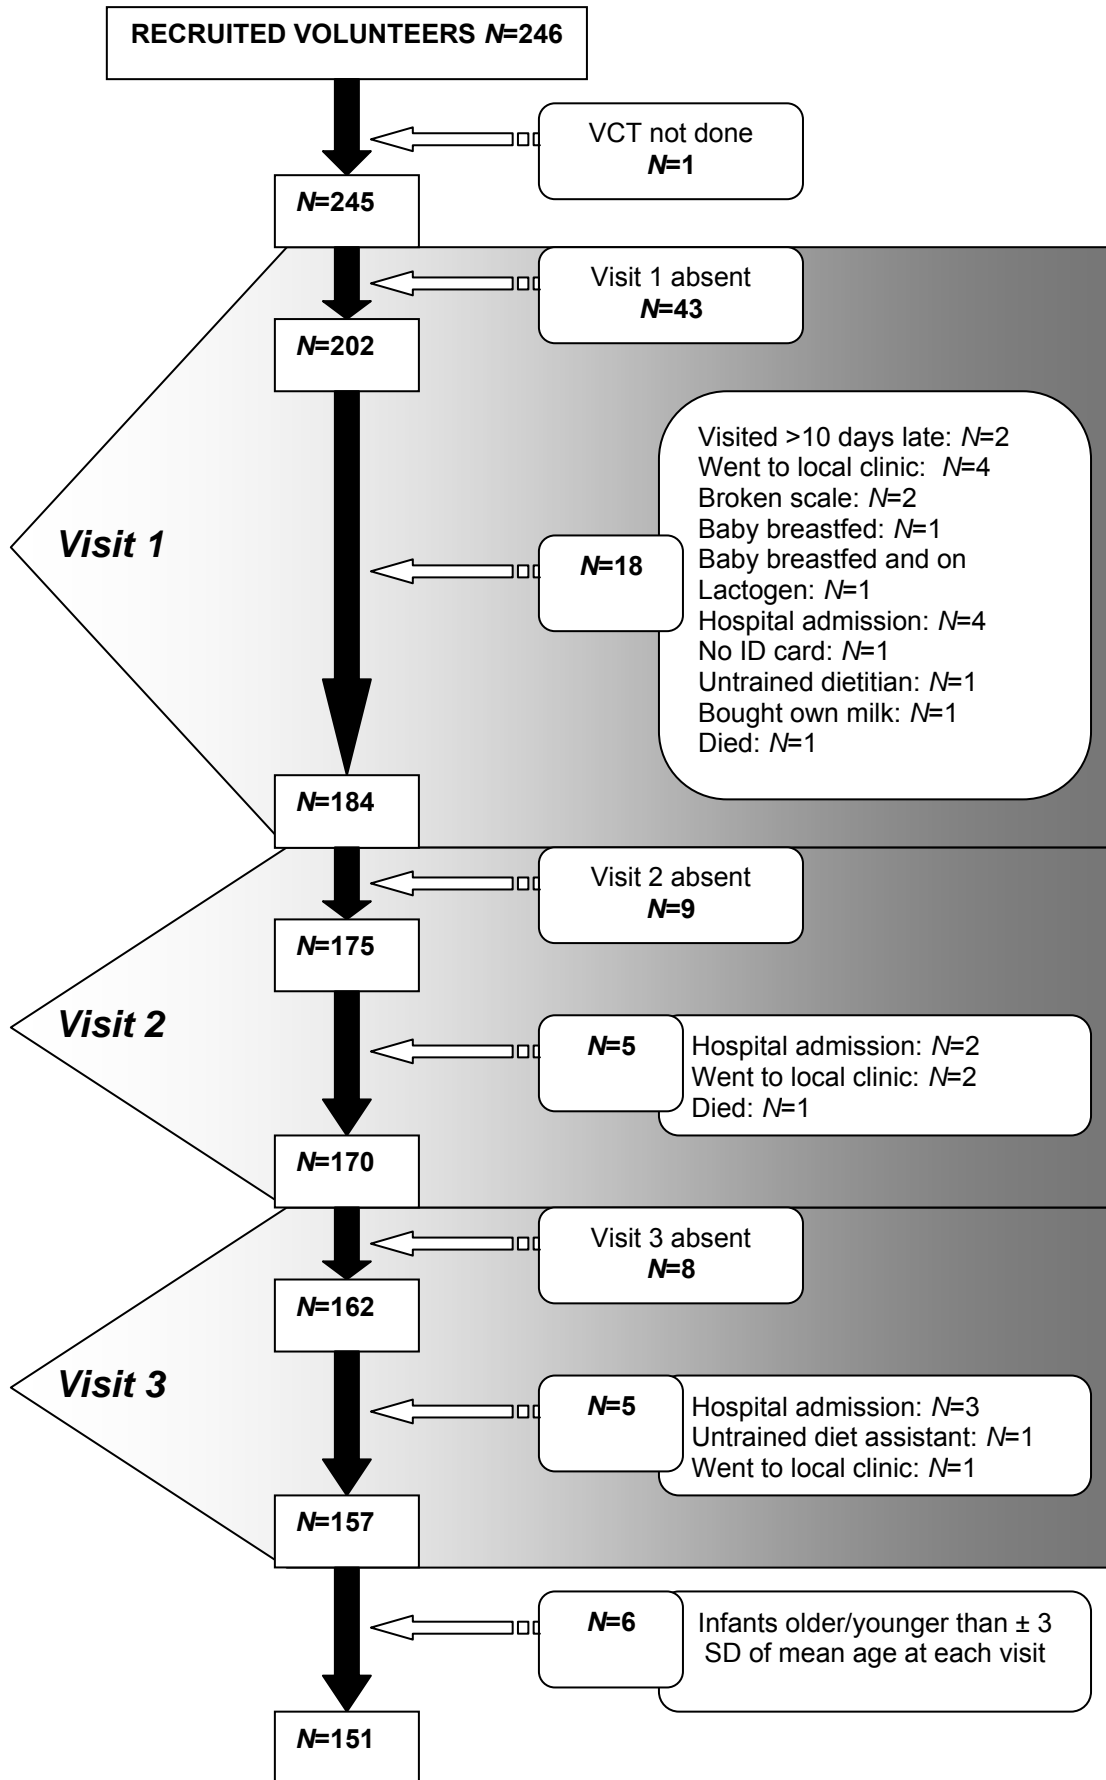 RECRUITED VOLUNTEERS N=246
VCT not done
N=1
N=245
Visit 1 absent
N=43
N=202
Visit 1
N=18
Visited >10 days late: N=2
Went to local clinic: N=4
Broken scale: N=2
Baby breastfed: N=1
Baby breastfed and on
Lactogen: N=1
Hospital admission: N=4
No ID card: N=1
Untrained dietitian: N=1
Bought own milk: N=1
Died: N=1
N=184
Visit 2 absent
N=9
N=175
Visit 2
N=5
Hospital admission: N=2
Went to local clinic: N=2
Died: N=1
N=170
Visit 3 absent
N=8
N=162
Visit 3
N=5
Hospital admission: N=3
Untrained diet assistant: N=1
Went to local clinic: N=1
N=157
N=6
Infants older/younger than ± 3
SD of mean age at each visit
N=151